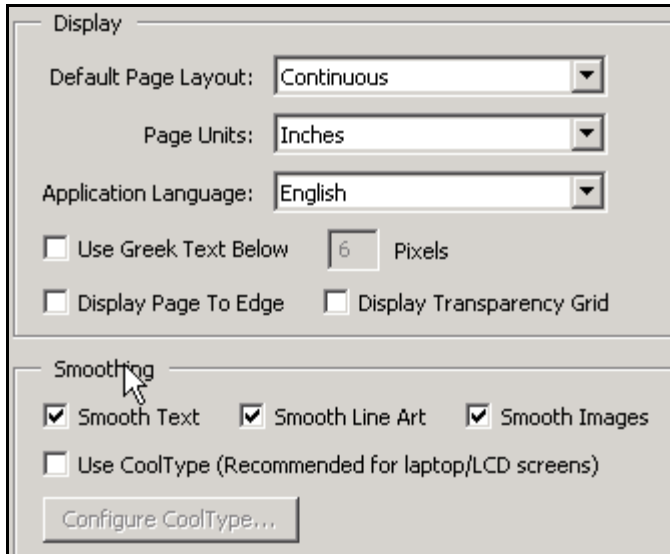 Display
Default Page Layout: Continuous
Page Units: Inches
Application Language: English
Use Greek Text Below 6 Pixels
Display Page To Edge Display Transparency Grid
Smoothing
Smooth Text Smooth Line Art Smooth Images
Use CoolType (Recommended for laptop/LCD screens)
Configure CoolType...